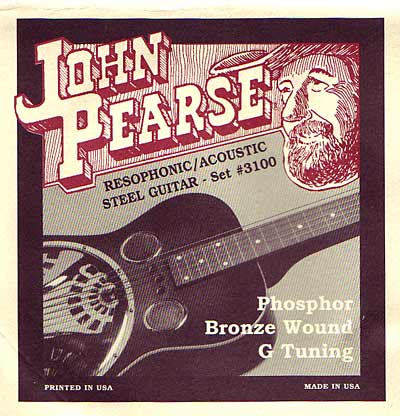 JOHN
PEARSE
RESOPHONIC/ACOUSTIC
STEEL GUITAR - Set #3100
Phosphor
Bronze Wound
G Tuning
PRINTED IN USA
MADE IN USA